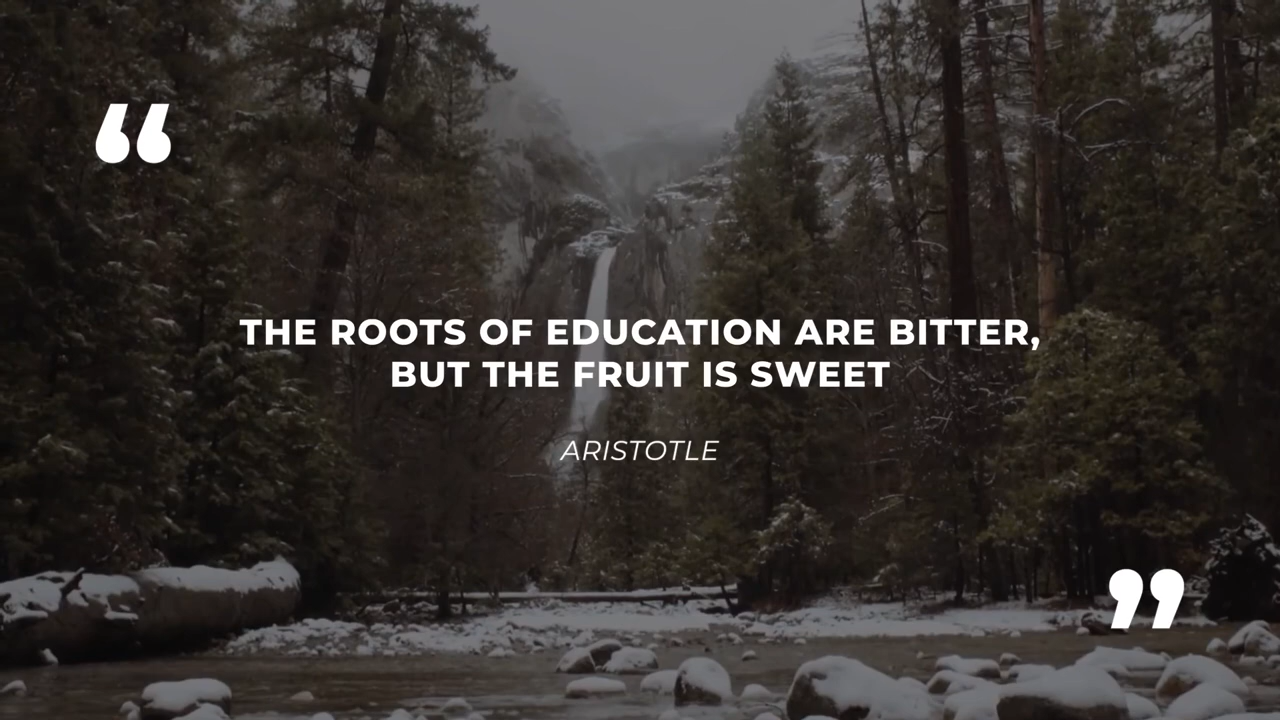 “
THE ROOTS OF EDUCATION ARE BITTER,
BUT THE FRUIT IS SWEET
ARISTOTLE
”